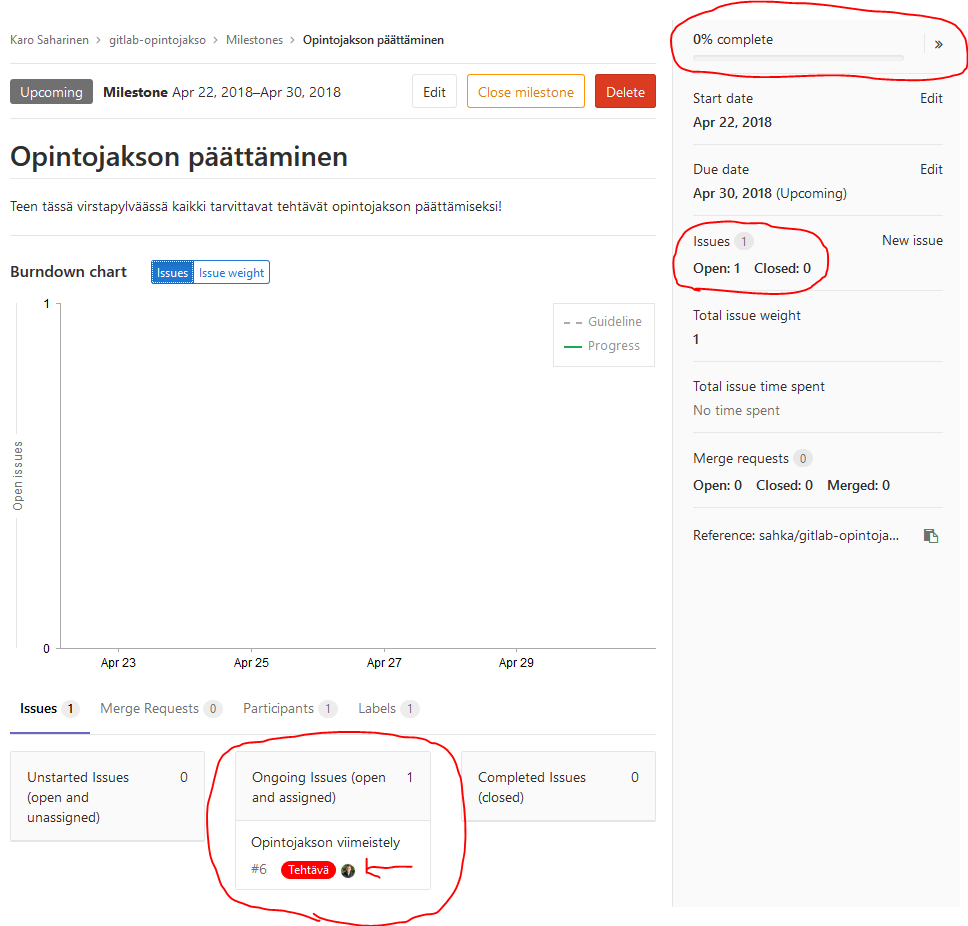 Karo Saharinen > gitlab-opintojakso > Milestones > Opintojakson päättäminen
Upcoming Milestone Apr 22, 2018–Apr 30, 2018 Edit Close milestone Delete
Opintojakson päättäminen
Teen tässä virstapylväässä kaikki tarvittavat tehtävät opintojakson päättämiseksi!
Burndown chart Issues Issue weight
1
Guideline
Progress
Open issues
0
Apr 23 Apr 25 Apr 27 Apr 29
Issues 1 Merge Requests 0 Participants 1 Labels 1
Unstarted Issues 0
(open and
unassigned)
Ongoing Issues (open 1
and assigned)
Opintojakson viimeistely
#6 Tehtävä
Completed Issues 0
(closed)
0% complete »
Start date Edit
Apr 22, 2018
Due date Edit
Apr 30, 2018 (Upcoming)
Issues 1 New issue
Open: 1 Closed: 0
Total issue weight
1
Total issue time spent
No time spent
Merge requests 0
Open: 0 Closed: 0 Merged: 0
Reference: sahka/gitlab-opintoja...